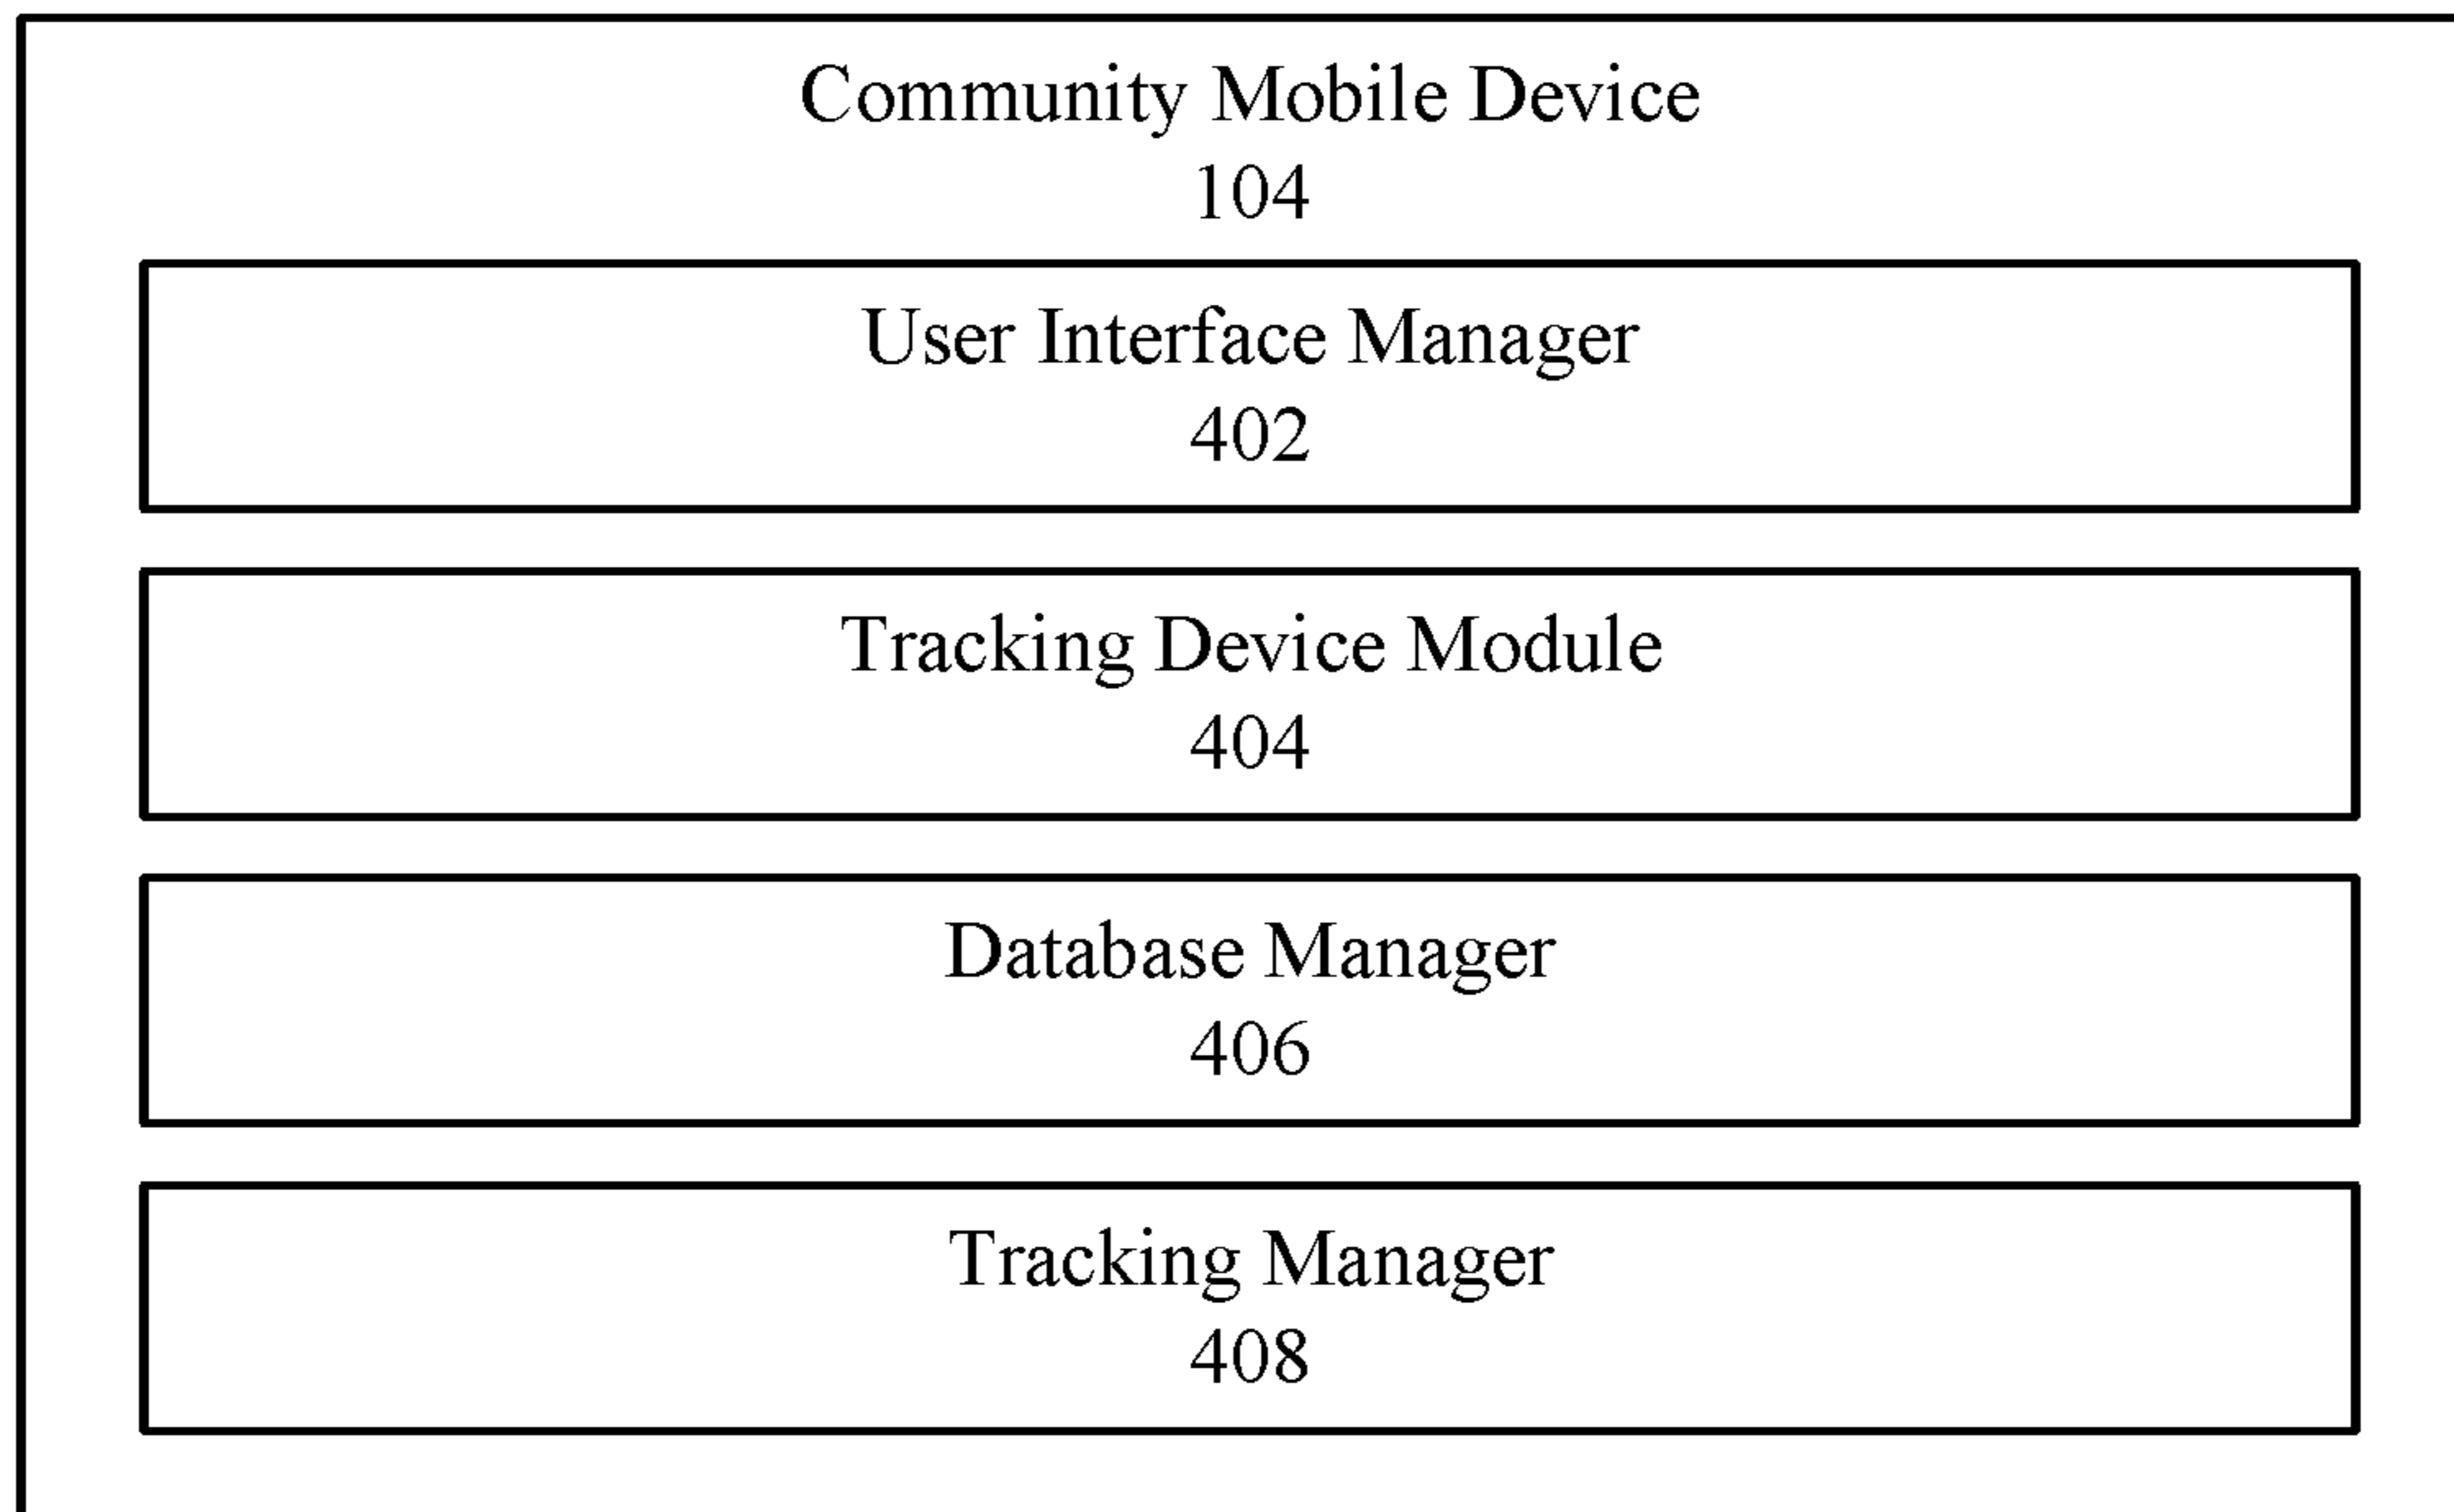 Community Mobile Device
104
User Interface Manager
402
Tracking Device Module
404
Database Manager
406
Tracking Manager
408